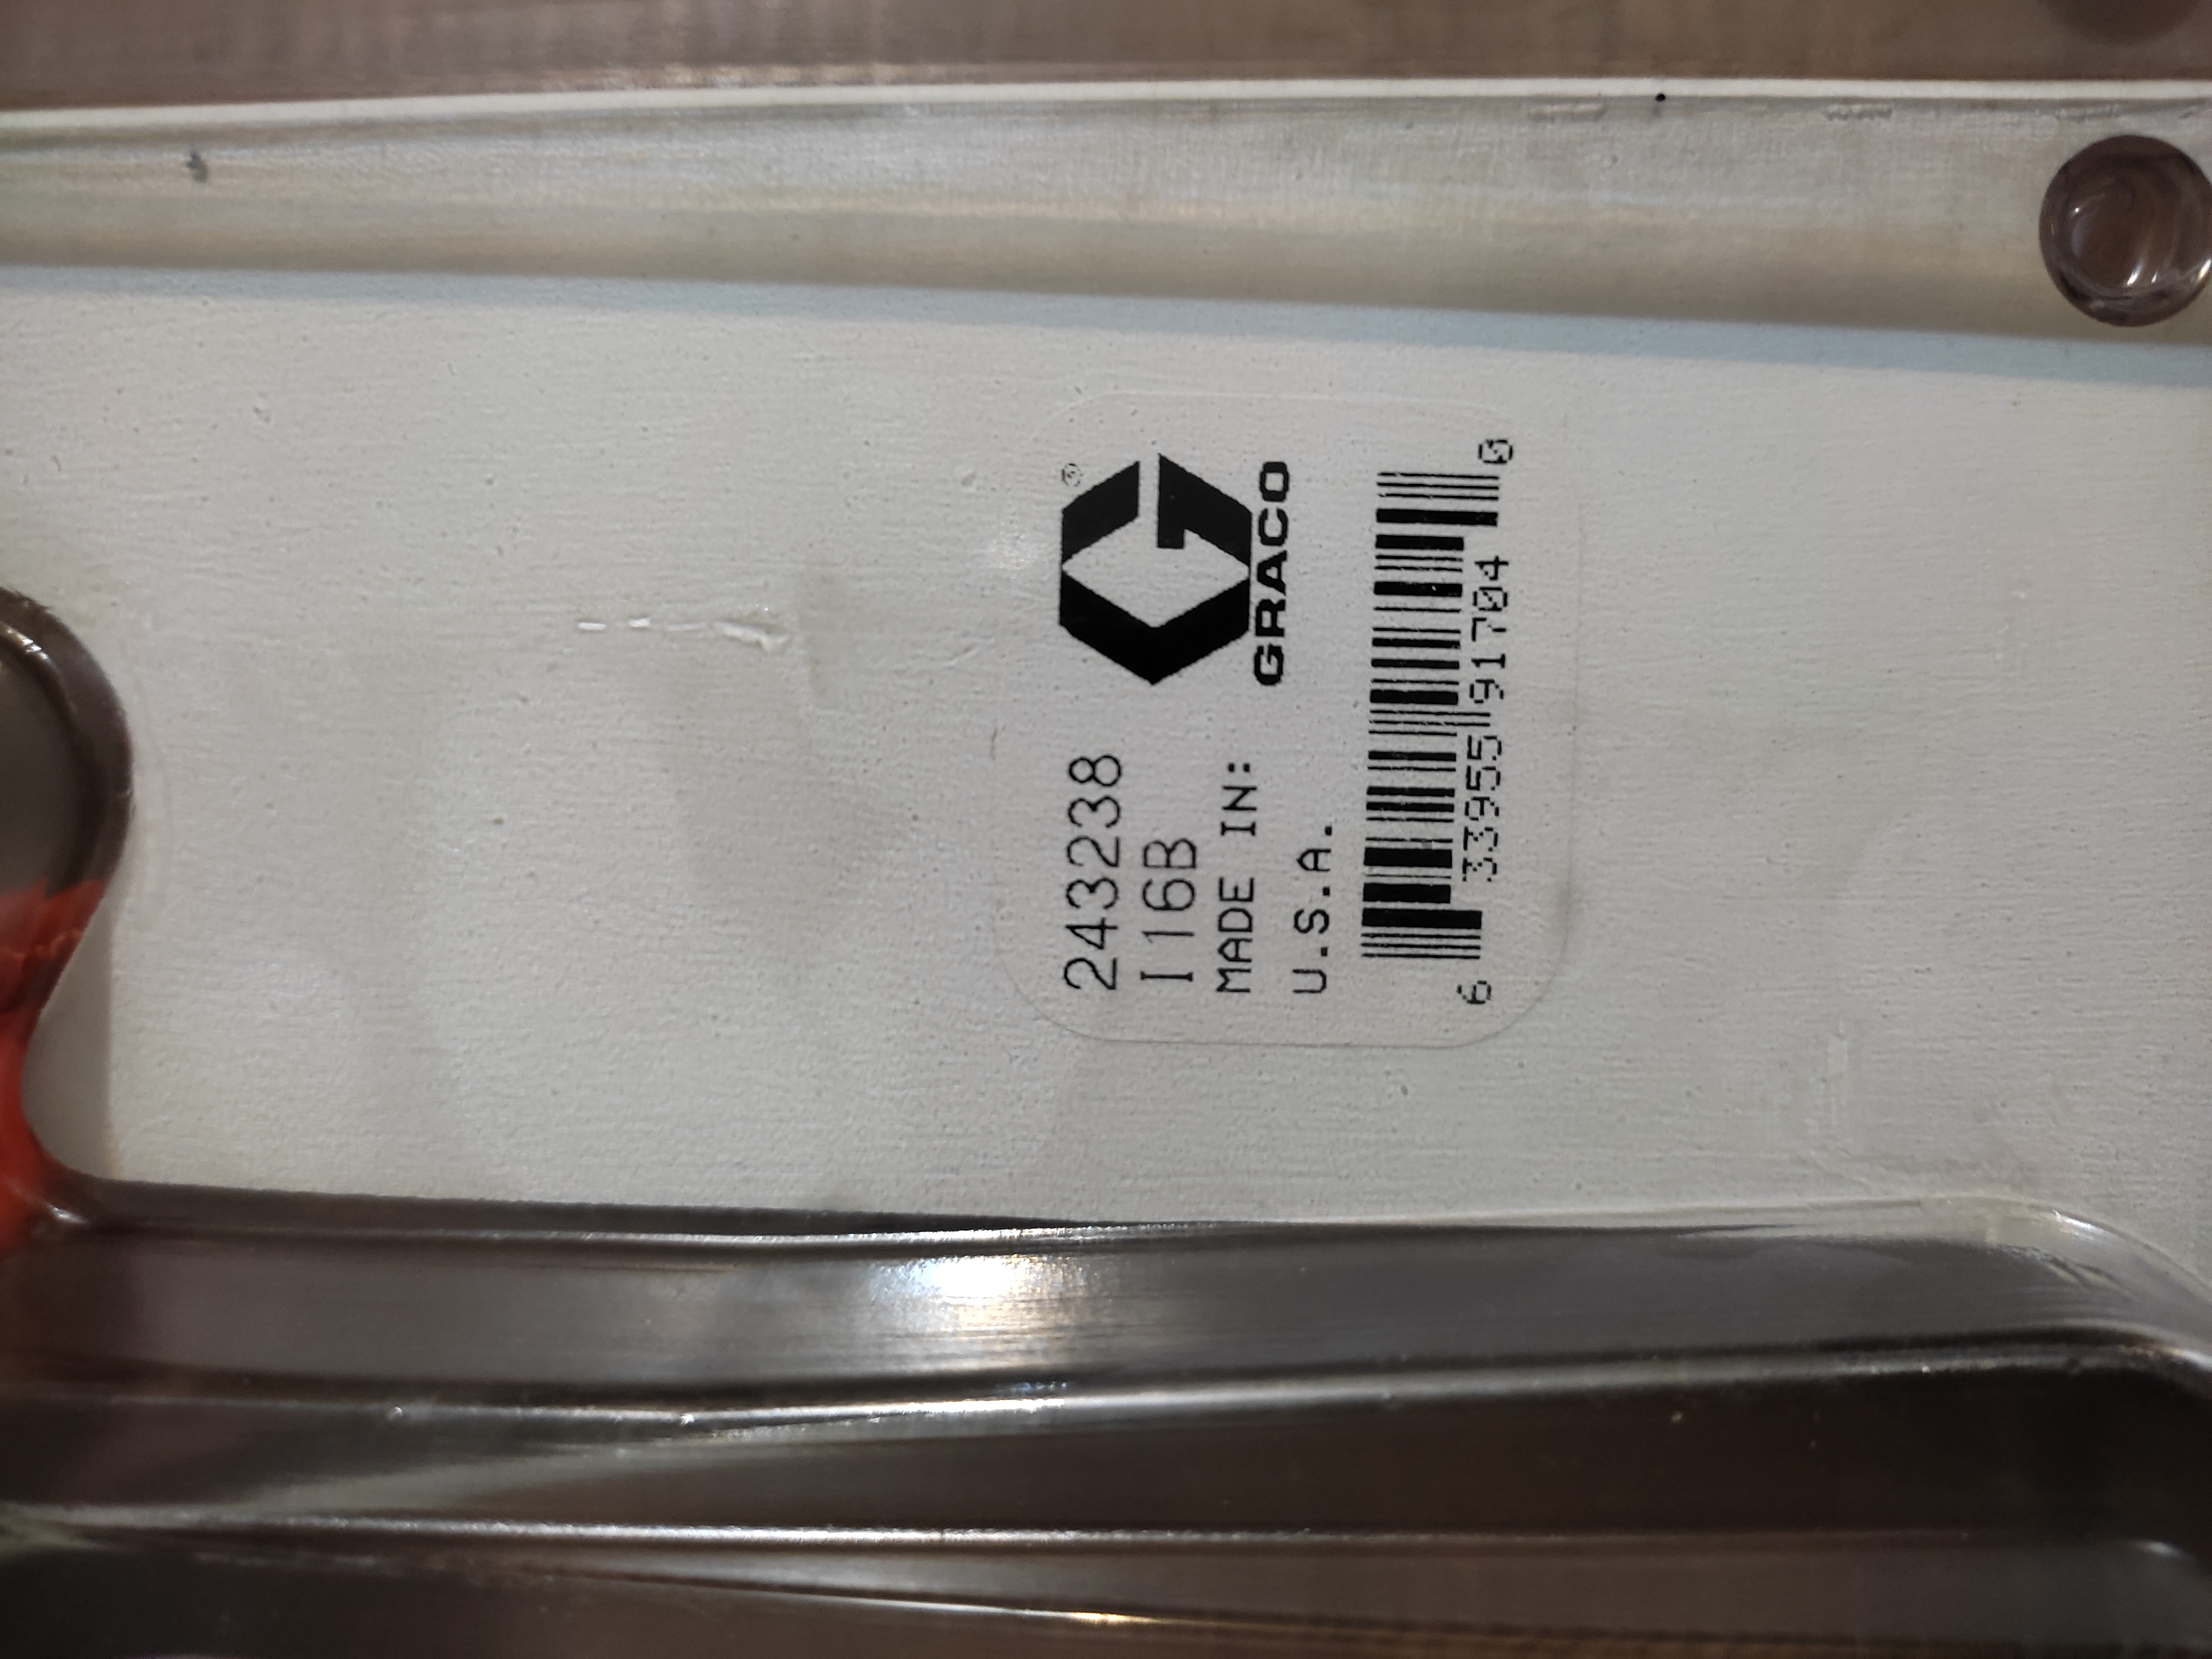 243238
I16B
MADE IN:
U.S.A.
®
GRACO
6 33955 91704 0